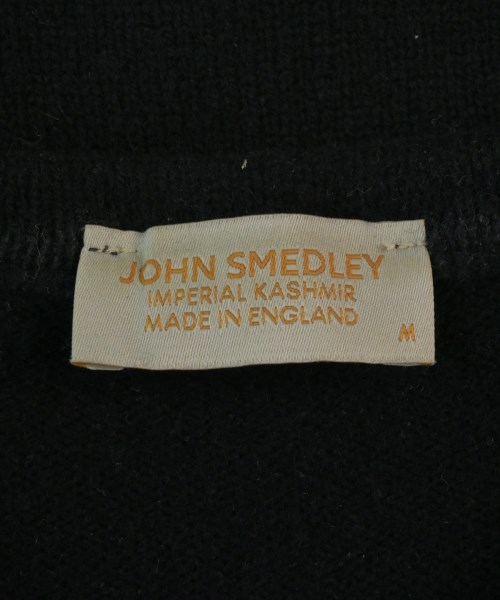 JOHN SMEDLEY
IMPERIAL KASHMIR
MADE IN ENGLAND
M